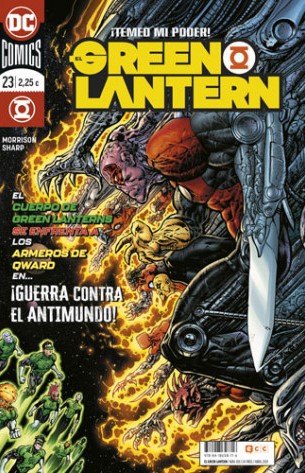 ¡TEMED MI PODER!
DC
COMICS
23 2,25 €
EL
GREEN
LANTERN
MORRISON
SHARP
EL
CUERPO DE
GREEN LANTERNS
SE ENFRENTA A
LOS
ARMEROS DE
QWARD
EN...
¡GUERRA CONTRA
EL ANTIMUNDO!
ecc